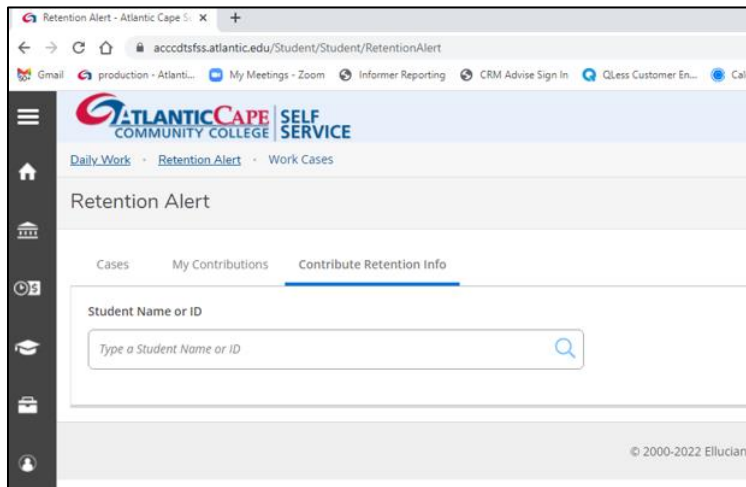 Retention Alert - Atlantic Cape S
acccdtsfss.atlantic.edu/Student/Student/RetentionAlert
Gmail production - Atlanti... My Meetings - Zoom Informer Reporting CRM Advise Sign In QLess Customer En... Cal
ATLANTICCAPE SELF
COMMUNITY COLLEGE SERVICE
Daily Work · Retention Alert · Work Cases
Retention Alert
Cases My Contributions Contribute Retention Info
Student Name or ID
Type a Student Name or ID
© 2000-2022 Ellucian